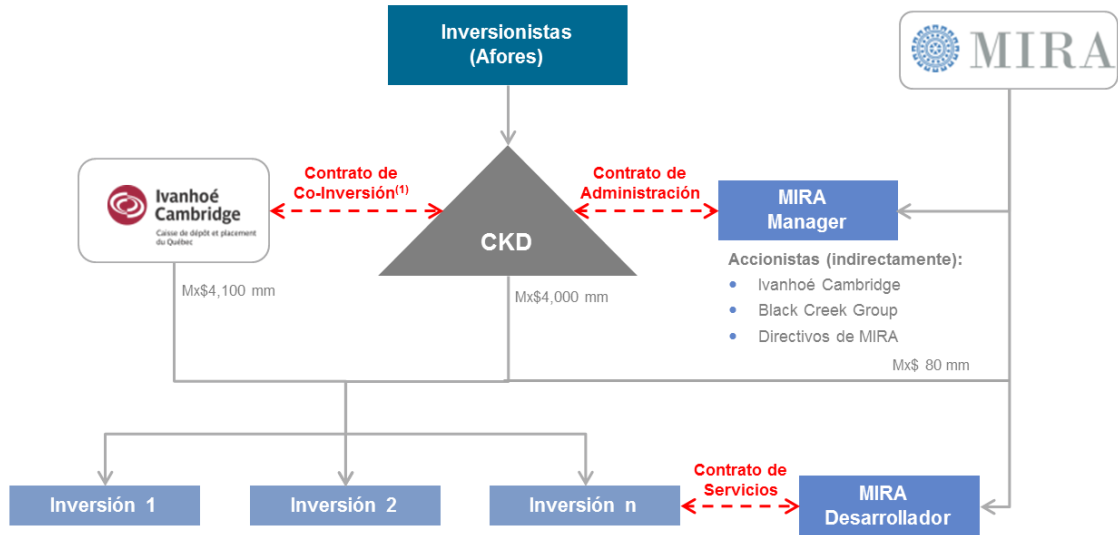 Inversionistas
(Afores)
MIRA
Ivanhoé
Cambridge
Caisse de dépôt et placement
du Québec
Contrato de
Co-Inversión(1)
CKD
Contrato de
Administración
MIRA
Manager
Accionistas (indirectamente):
• Ivanhoé Cambridge
• Black Creek Group
• Directivos de MIRA
Mx$4,100 mm
Mx$4,000 mm
Mx$ 80 mm
Inversión 1
Inversión 2
Inversión n
Contrato de
Servicios
MIRA
Desarrollador